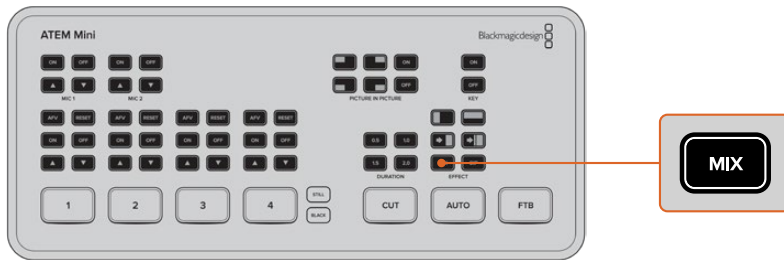 ATEM Mini
Blackmagicdesign
ON OFF ON OFF ON ON
OFF OFF
MIC 1 MIC 2 PICTURE IN PICTURE KEY
AFV RESET AFV RESET AFV RESET AFV RESET
ON OFF ON OFF ON OFF ON OFF 0.5 1.0
1.5 2.0
DURATION EFFECT
MIX
1 2 3 4 STILL BLACK CUT AUTO FTB